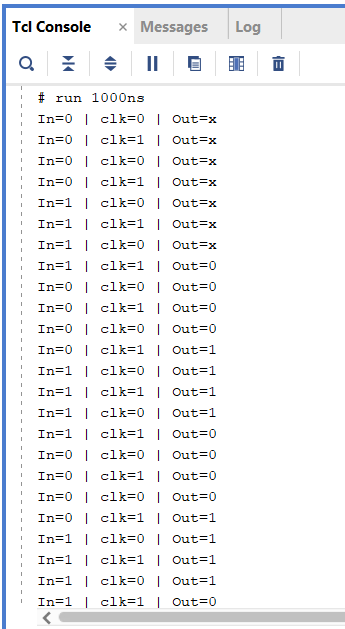 Tcl Console × Messages Log
# run 1000ns
In=0 | clk=0 | Out=x
In=0 | clk=1 | Out=x
In=0 | clk=0 | Out=x
In=0 | clk=1 | Out=x
In=1 | clk=0 | Out=x
In=1 | clk=1 | Out=x
In=1 | clk=0 | Out=x
In=1 | clk=1 | Out=0
In=0 | clk=0 | Out=0
In=0 | clk=1 | Out=0
In=0 | clk=0 | Out=0
In=0 | clk=1 | Out=1
In=1 | clk=0 | Out=1
In=1 | clk=1 | Out=1
In=1 | clk=0 | Out=1
In=1 | clk=1 | Out=0
In=0 | clk=0 | Out=0
In=0 | clk=1 | Out=0
In=0 | clk=0 | Out=0
In=0 | clk=1 | Out=1
In=1 | clk=0 | Out=1
In=1 | clk=1 | Out=1
In=1 | clk=0 | Out=1
In=1 | clk=1 | Out=0